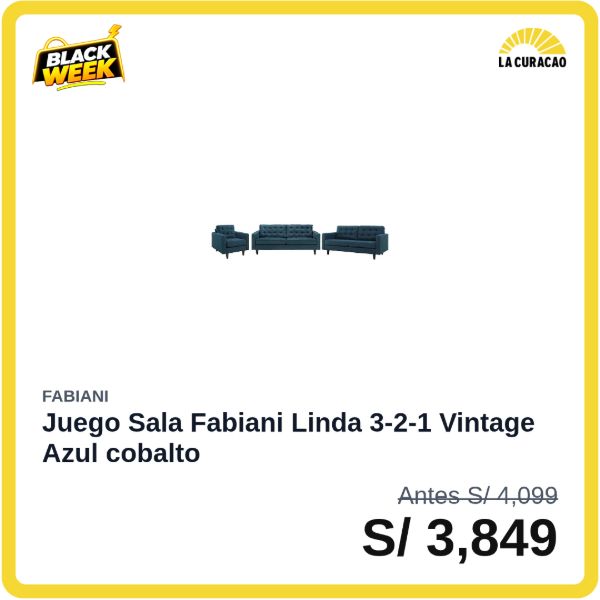 BLACK
WEEK
LA CURACAO
FABIANI
Juego Sala Fabiani Linda 3-2-1 Vintage
Azul cobalto
Antes S/ 4,099
S/ 3,849